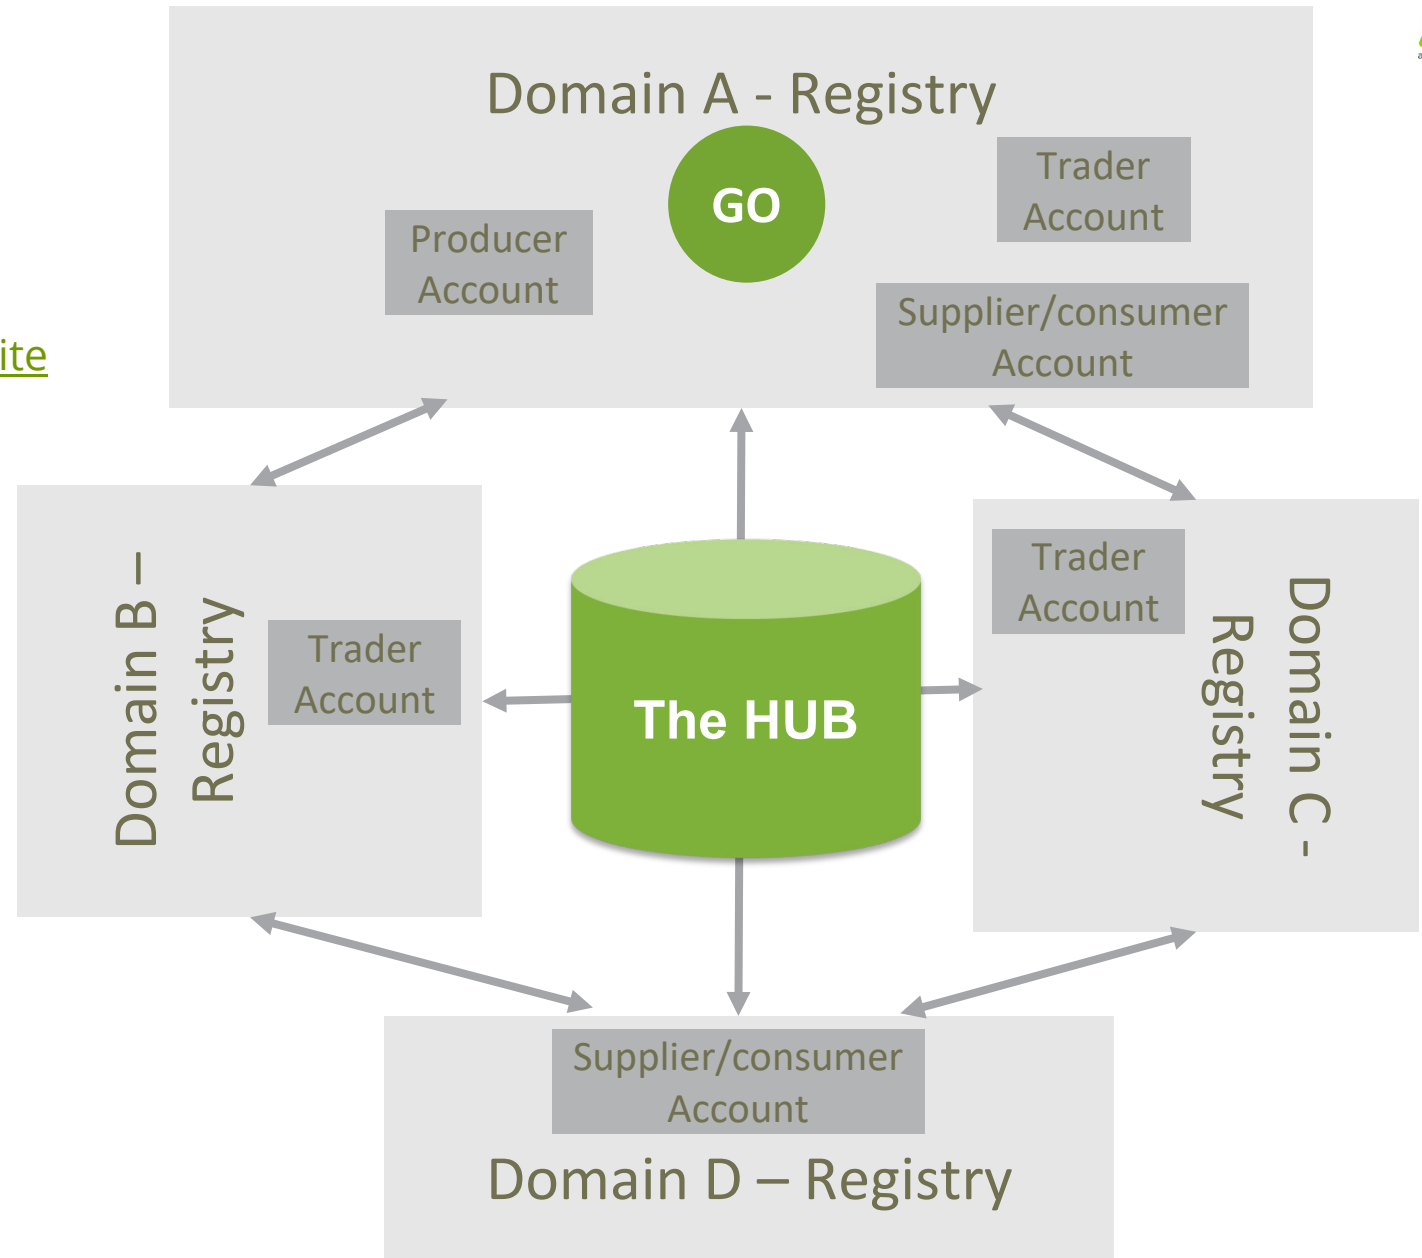 Domain A - Registry
GO
Trader
Account
Producer
Account
Supplier/consumer
Account
ite
Domain B –
Registry
Trader
Account
The HUB
Trader
Account
Domain C -
Registry
Supplier/consumer
Account
Domain D – Registry